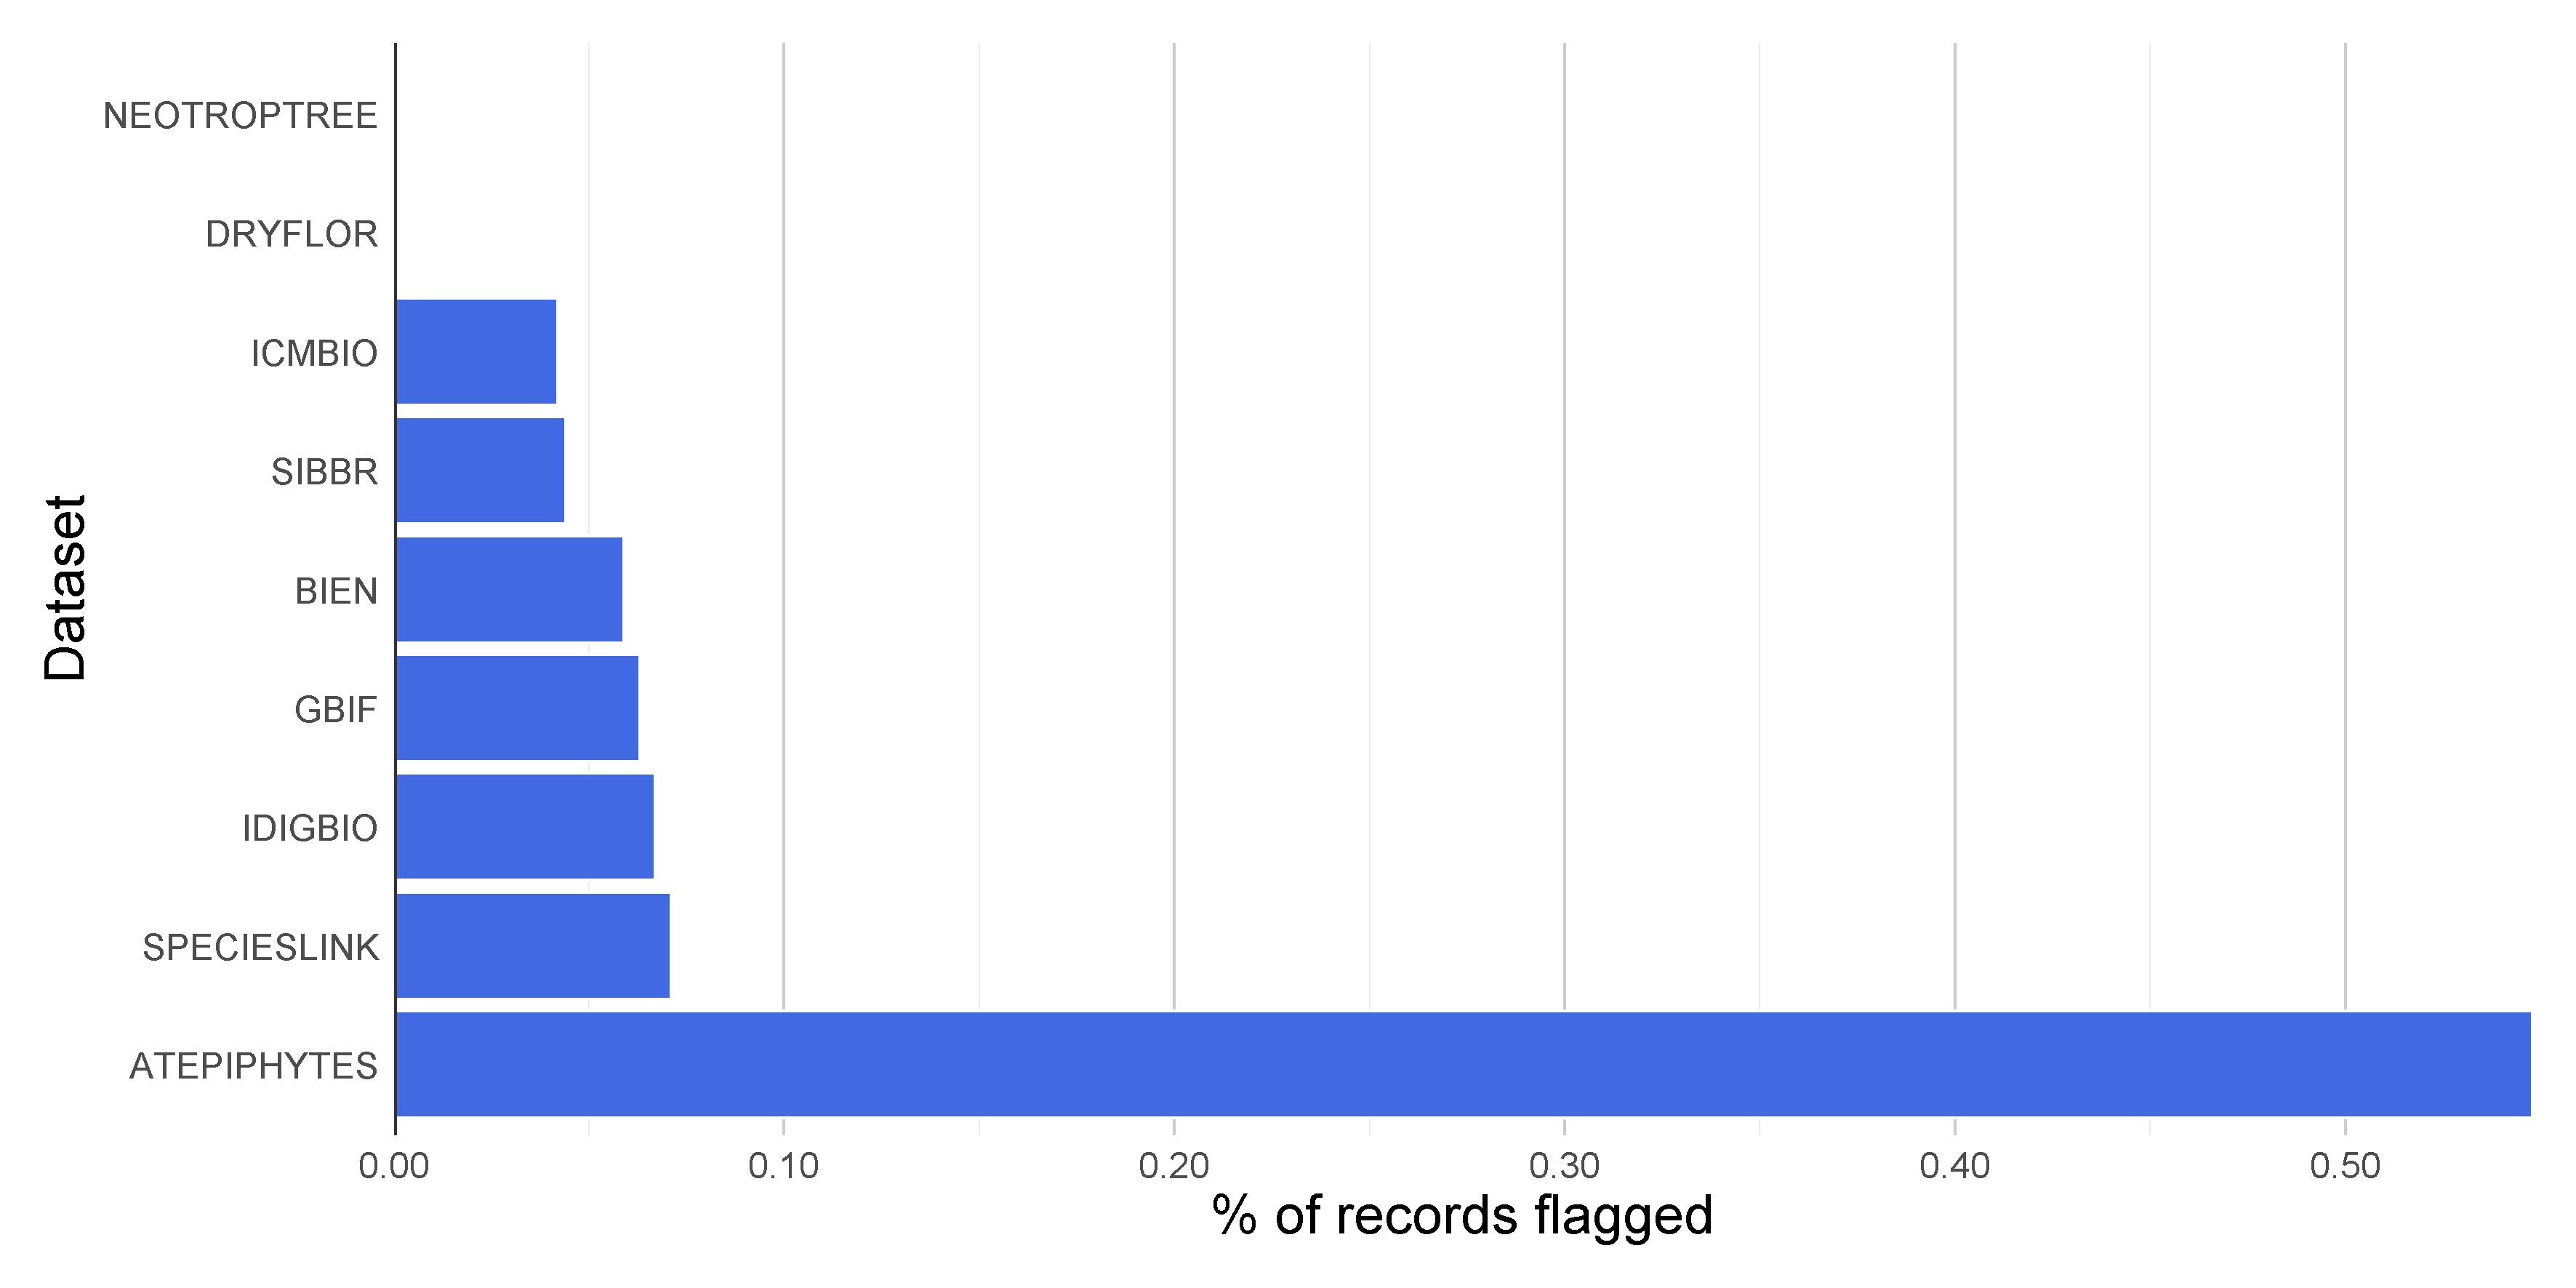 NEOTROPTREE
DRYFLOR
ICMBIO
SIBBR
BIEN
GBIF
IDIGBIO
SPECIESLINK
ATEPIPHYTES
Dataset
0.00 0.10 0.20 0.30 0.40 0.50
% of records flagged